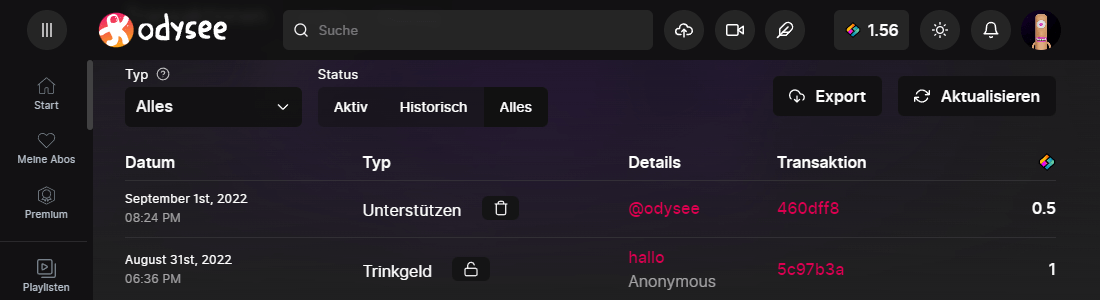 odysee
Suche
1.56
Start
Meine Abos
Premium
Playlisten
Typ
Status
Alles
Aktiv
Historisch
Alles
Export
Aktualisieren
Datum
Typ
Details
Transaktion
September 1st, 2022
08:24 PM
Unterstützen
@odysee
460dff8
0.5
August 31st, 2022
06:36 PM
Trinkgeld
hallo
Anonymous
5c97b3a
1